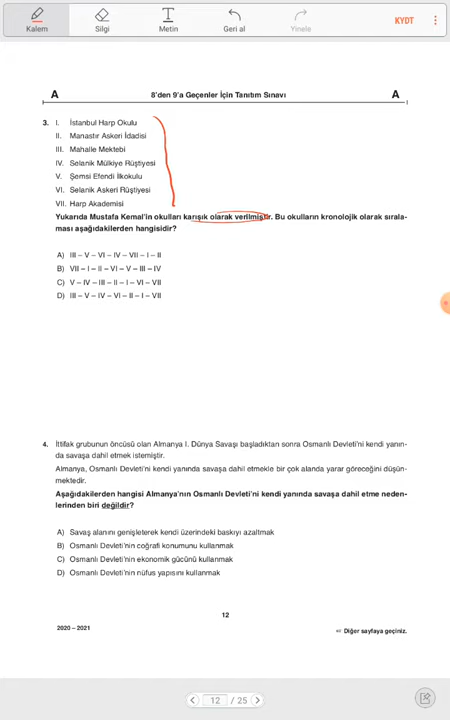 Kalem
Silgi
Metin
Geri al
Yinele
KYDT
A
8'den 9'a Geçenler İçin Tanıtım Sınavı
A
3. I. İstanbul Harp Okulu
II. Manastır Askeri İdadisi
III. Mahalle Mektebi
IV. Selanik Mülkiye Rüştiyesi
V. Şemsi Efendi İlkokulu
VI. Selanik Askeri Rüştiyesi
VII. Harp Akademisi
Yukarıda Mustafa Kemal'in okulları karışık olarak verilmiştir. Bu okulların kronolojik olarak sırala-
ması aşağıdakilerden hangisidir?
A) III – V – VI – IV – VII – I – II
B) VII – I – II – VI – V – III – IV
C) V – IV – III – II – I – VI – VII
D) III – V – IV – VI – II – I – VII
4. İttifak grubunun öncüsü olan Almanya I. Dünya Savaşı başladıktan sonra Osmanlı Devleti'ni kendi yanın-
da savaşa dahil etmek istemiştir.
Almanya, Osmanlı Devleti'ni kendi yanında savaşa dahil etmekle bir çok alanda yarar göreceğini düşün-
mektedir.
Aşağıdakilerden hangisi Almanya'nın Osmanlı Devleti'ni kendi yanında savaşa dahil etme neden-
lerinden biri değildir?
A) Savaş alanını genişleterek kendi üzerindeki baskıyı azaltmak
B) Osmanlı Devleti'nin coğrafi konumunu kullanmak
C) Osmanlı Devleti'nin ekonomik gücünü kullanmak
D) Osmanlı Devleti'nin nüfus yapısını kullanmak
12
2020 – 2021
Diğer sayfaya geçiniz.
12 / 25